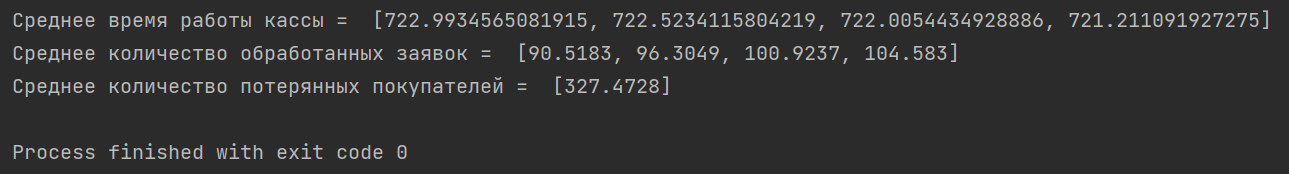 Среднее время работы кассы =  [722.9934565081915, 722.5234115804219, 722.0054434928886, 721.211091927275]
Среднее количество обработанных заявок =  [90.5183, 96.3049, 100.9237, 104.583]
Среднее количество потерянных покупателей =  [327.4728]
Process finished with exit code 0